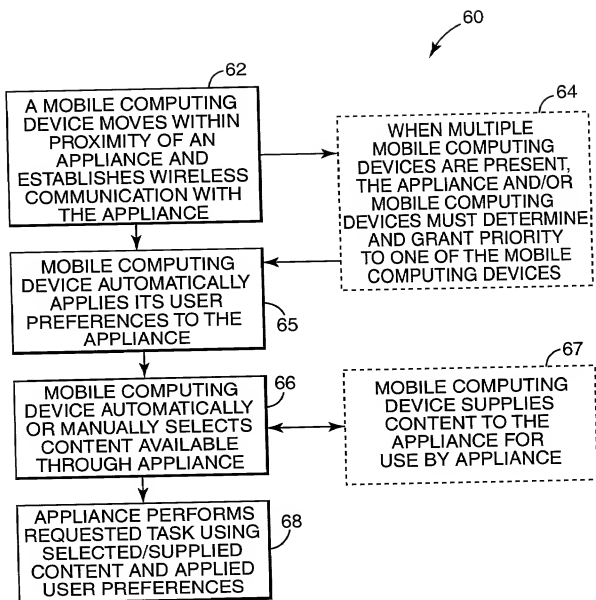 60
62
A MOBILE COMPUTING
DEVICE MOVES WITHIN
PROXIMITY OF AN
APPLIANCE AND
ESTABLISHES WIRELESS
COMMUNICATION WITH
THE APPLIANCE
64
WHEN MULTIPLE
MOBILE COMPUTING
DEVICES ARE PRESENT,
THE APPLIANCE AND/OR
MOBILE COMPUTING
DEVICES MUST DETERMINE
AND GRANT PRIORITY
TO ONE OF THE MOBILE
COMPUTING DEVICES
MOBILE COMPUTING
DEVICE AUTOMATICALLY
APPLIES ITS USER
PREFERENCES TO THE
APPLIANCE
65
66
MOBILE COMPUTING
DEVICE AUTOMATICALLY
OR MANUALLY SELECTS
CONTENT AVAILABLE
THROUGH APPLIANCE
67
MOBILE COMPUTING
DEVICE SUPPLIES
CONTENT TO THE
APPLIANCE FOR
USE BY APPLIANCE
APPLIANCE PERFORMS
REQUESTED TASK USING
SELECTED/SUPPLIED
CONTENT AND APPLIED
USER PREFERENCES
68